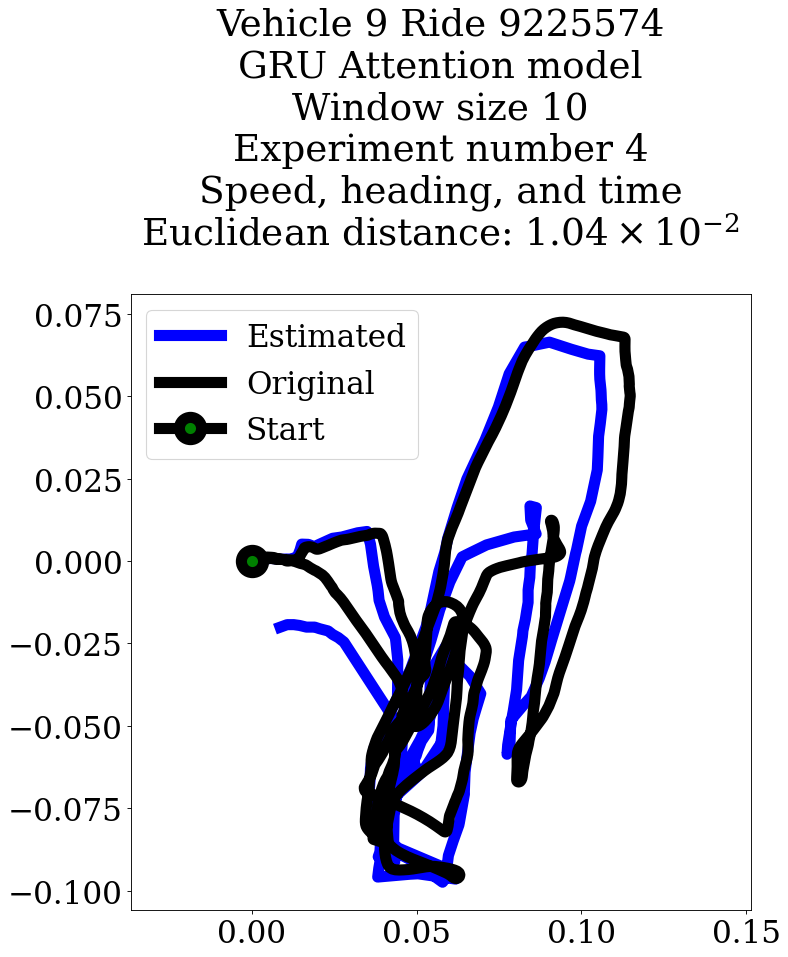 Vehicle 9 Ride 9225574
GRU Attention model
Window size 10
Experiment number 4
Speed, heading, and time
Euclidean distance: 1.04 × 10⁻²
Estimated
Original
Start
0.075
0.050
0.025
0.000
−0.025
−0.050
−0.075
−0.100
0.00 0.05 0.10 0.15